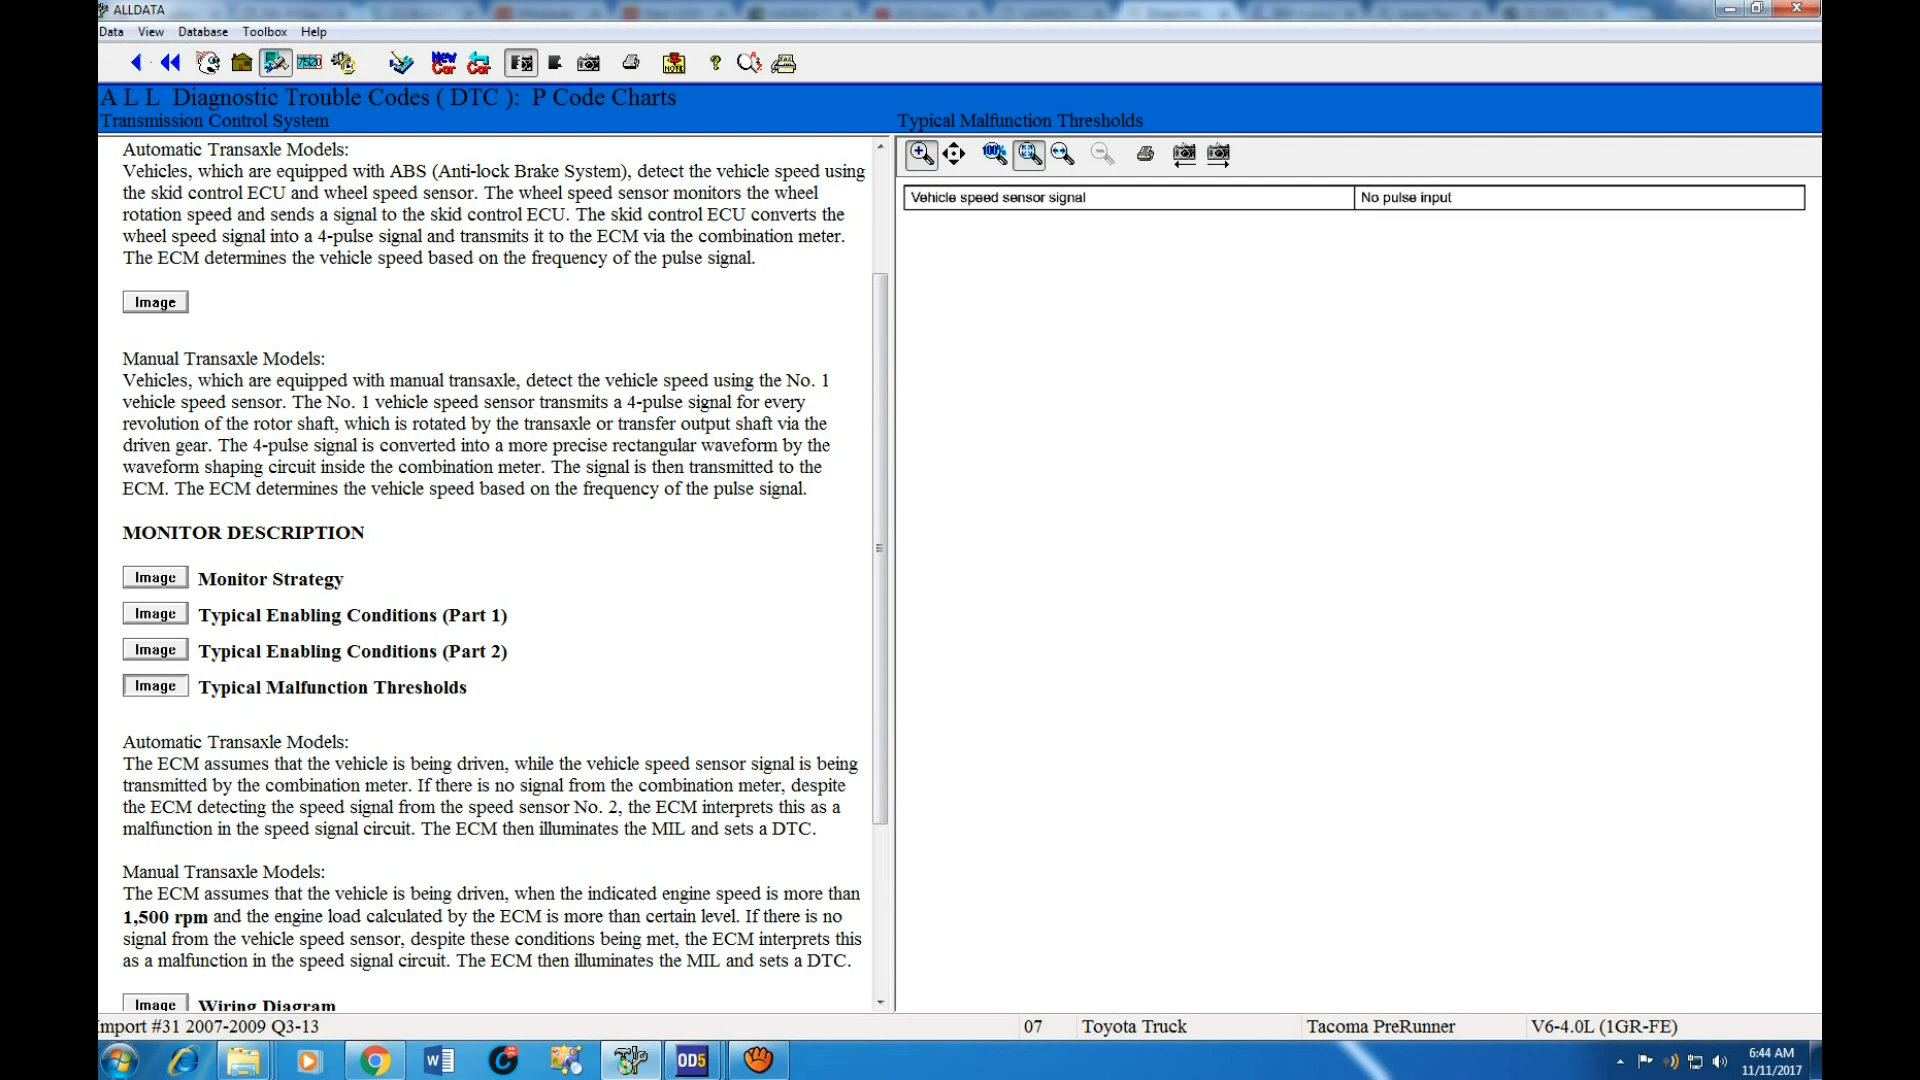 ALLDATA
Data View Database Toolbox Help
New Car 7520 Car NOTE ? FAX
A L L Diagnostic Trouble Codes ( DTC ): P Code Charts
Transmission Control System
Typical Malfunction Thresholds
Automatic Transaxle Models:
Vehicles, which are equipped with ABS (Anti-lock Brake System), detect the vehicle speed using
the skid control ECU and wheel speed sensor. The wheel speed sensor monitors the wheel
rotation speed and sends a signal to the skid control ECU. The skid control ECU converts the
wheel speed signal into a 4-pulse signal and transmits it to the ECM via the combination meter.
The ECM determines the vehicle speed based on the frequency of the pulse signal.
Image
Manual Transaxle Models:
Vehicles, which are equipped with manual transaxle, detect the vehicle speed using the No. 1
vehicle speed sensor. The No. 1 vehicle speed sensor transmits a 4-pulse signal for every
revolution of the rotor shaft, which is rotated by the transaxle or transfer output shaft via the
driven gear. The 4-pulse signal is converted into a more precise rectangular waveform by the
waveform shaping circuit inside the combination meter. The signal is then transmitted to the
ECM. The ECM determines the vehicle speed based on the frequency of the pulse signal.
MONITOR DESCRIPTION
Image Monitor Strategy
Image Typical Enabling Conditions (Part 1)
Image Typical Enabling Conditions (Part 2)
Image Typical Malfunction Thresholds
Automatic Transaxle Models:
The ECM assumes that the vehicle is being driven, while the vehicle speed sensor signal is being
transmitted by the combination meter. If there is no signal from the combination meter, despite
the ECM detecting the speed signal from the speed sensor No. 2, the ECM interprets this as a
malfunction in the speed signal circuit. The ECM then illuminates the MIL and sets a DTC.
Manual Transaxle Models:
The ECM assumes that the vehicle is being driven, when the indicated engine speed is more than
1,500 rpm and the engine load calculated by the ECM is more than certain level. If there is no
signal from the vehicle speed sensor, despite these conditions being met, the ECM interprets this
as a malfunction in the speed signal circuit. The ECM then illuminates the MIL and sets a DTC.
Image Wiring Diagram
100%
Vehicle speed sensor signal No pulse input
Import #31 2007-2009 Q3-13 07 Toyota Truck Tacoma PreRunner V6-4.0L (1GR-FE)
OD5
6:44 AM
11/11/2017